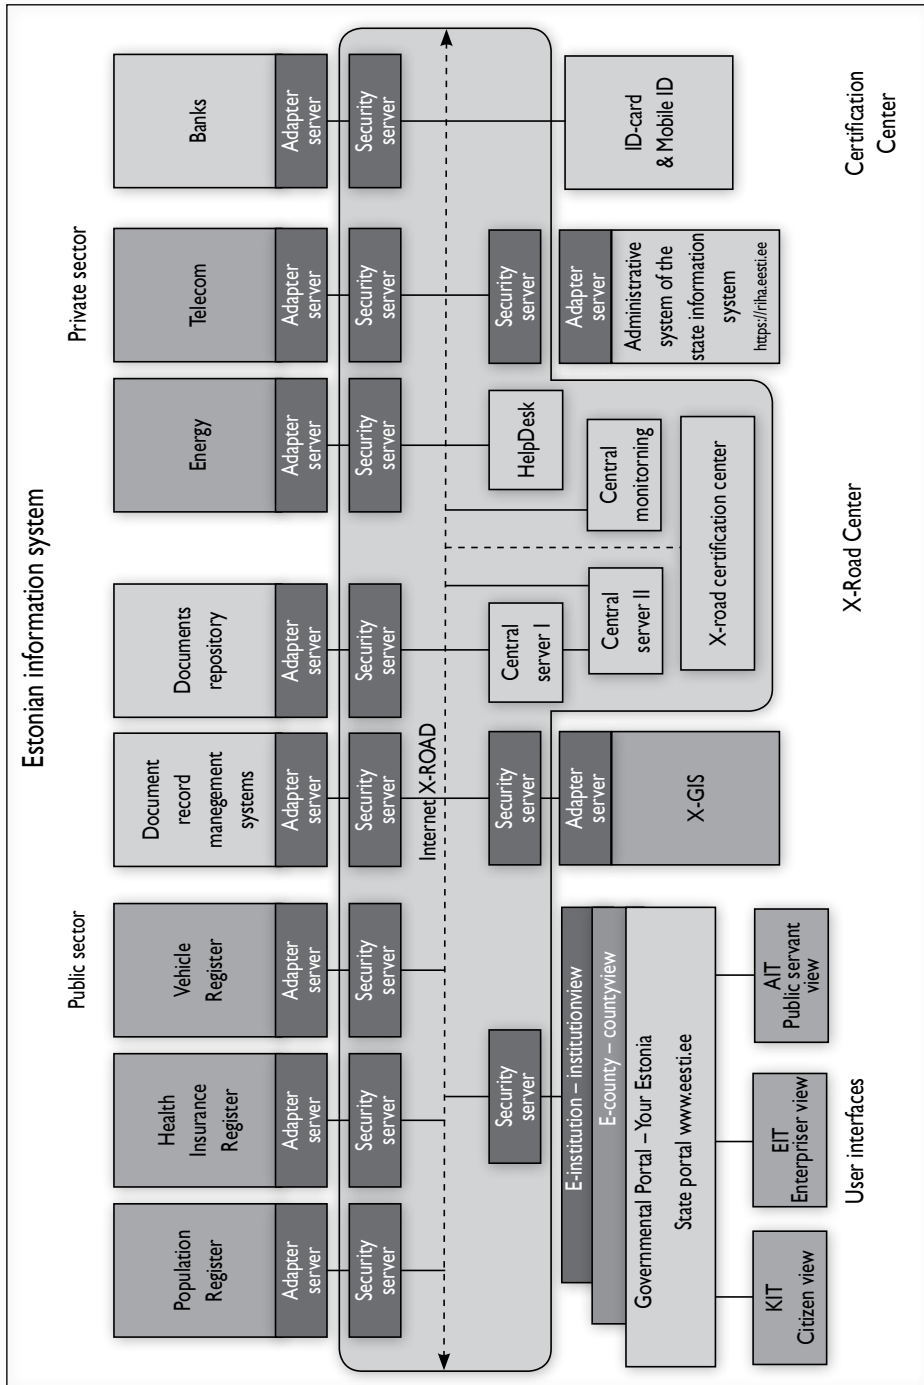 Estonian information system
Public sector
Private sector
Population
Register
Health
Insurance
Register
Vehicle
Register
Document
record
manegement
systems
Documents
repository
Energy
Telecom
Banks
Adapter
server
Adapter
server
Adapter
server
Adapter
server
Adapter
server
Adapter
server
Adapter
server
Adapter
server
Security
server
Security
server
Security
server
Security
server
Security
server
Security
server
Security
server
Security
server
Internet X-ROAD
Security
server
Security
server
Central
server I
Central
server II
HelpDesk
Central
monitorning
X-road certification center
Security
server
E-institution – institutionview
E-county – countyview
Governmental Portal – Your Estonia
State portal www.eesti.ee
Adapter
server
X-GIS
Adapter
server
Administrative
system of the
state information
system
https://riha.eesti.ee
ID-card
& Mobile ID
KIT
Citizen view
EIT
Enterpriser view
AIT
Public servant
view
User interfaces
X-Road Center
Certification
Center